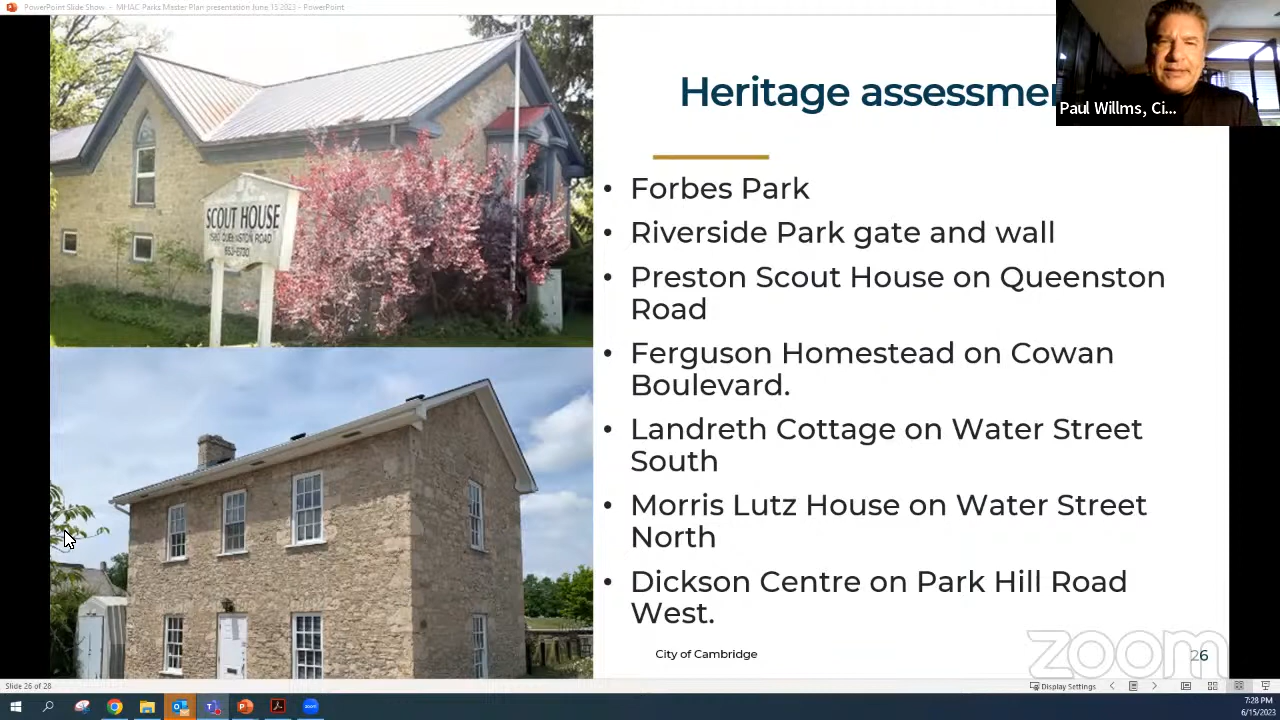 PowerPoint Slide Show - MHAC Parks Master Plan presentation June 15 2023 - PowerPoint
Heritage assessme
Paul Willms, Ci...
SCOUT HOUSE
• Forbes Park
• Riverside Park gate and wall
• Preston Scout House on Queenston
Road
• Ferguson Homestead on Cowan
Boulevard.
• Landreth Cottage on Water Street
South
• Morris Lutz House on Water Street
North
• Dickson Centre on Park Hill Road
West.
City of Cambridge
26
zoom
Slide 26 of 28
Display Settings
7:28 PM
6/15/2023